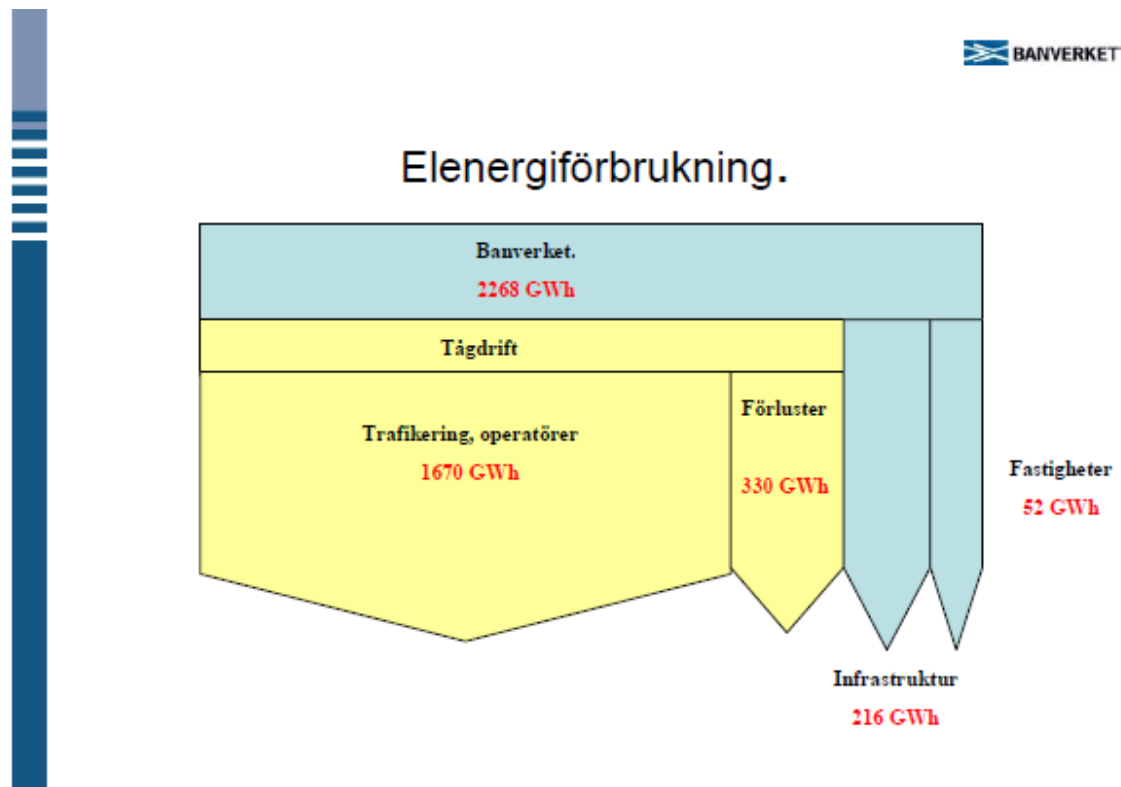 BANVERKET
Elenergiförbrukning.
Banverket.
2268 GWh
Tågdrift
Trafikering, operatörer
1670 GWh
Förluster
330 GWh
Fastigheter
52 GWh
Infrastruktur
216 GWh